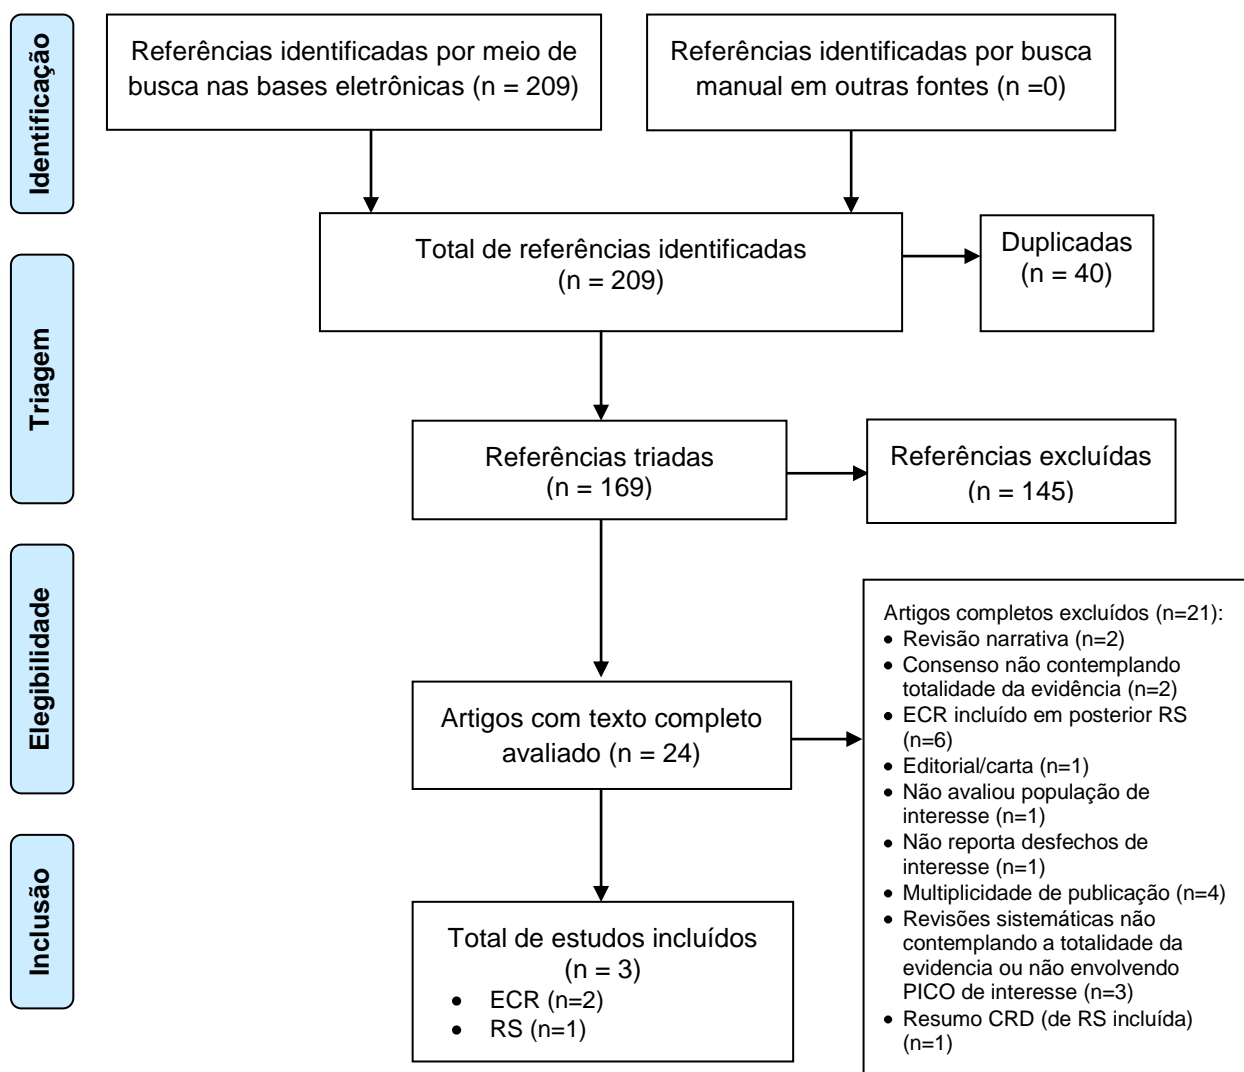 Identificação
Referências identificadas por meio de
busca nas bases eletrônicas (n = 209)
Referências identificadas por busca
manual em outras fontes (n =0)
Total de referências identificadas
(n = 209)
Duplicadas
(n = 40)
Triagem
Referências triadas
(n = 169)
Referências excluídas
(n = 145)
Elegibilidade
Artigos com texto completo
avaliado (n = 24)
Artigos completos excluídos (n=21):
• Revisão narrativa (n=2)
• Consenso não contemplando
totalidade da evidência (n=2)
• ECR incluído em posterior RS
(n=6)
• Editorial/carta (n=1)
• Não avaliou população de
interesse (n=1)
• Não reporta desfechos de
interesse (n=1)
• Multiplicidade de publicação (n=4)
• Revisões sistemáticas não
contemplando a totalidade da
evidencia ou não envolvendo
PICO de interesse (n=3)
• Resumo CRD (de RS incluída)
(n=1)
Inclusão
Total de estudos incluídos
(n = 3)
• ECR (n=2)
• RS (n=1)